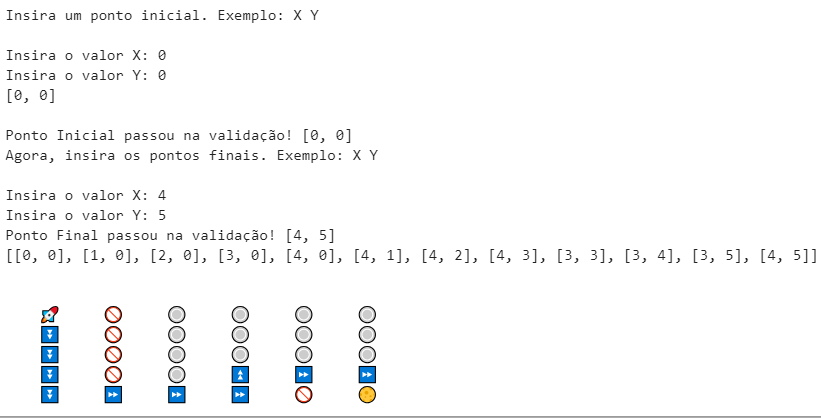 Insira um ponto inicial. Exemplo: X Y
Insira o valor X: 0
Insira o valor Y: 0
[0, 0]
Ponto Inicial passou na validação! [0, 0]
Agora, insira os pontos finais. Exemplo: X Y
Insira o valor X: 4
Insira o valor Y: 5
Ponto Final passou na validação! [4, 5]
[[0, 0], [1, 0], [2, 0], [3, 0], [4, 0], [4, 1], [4, 2], [4, 3], [3, 3], [3, 4], [3, 5], [4, 5]]